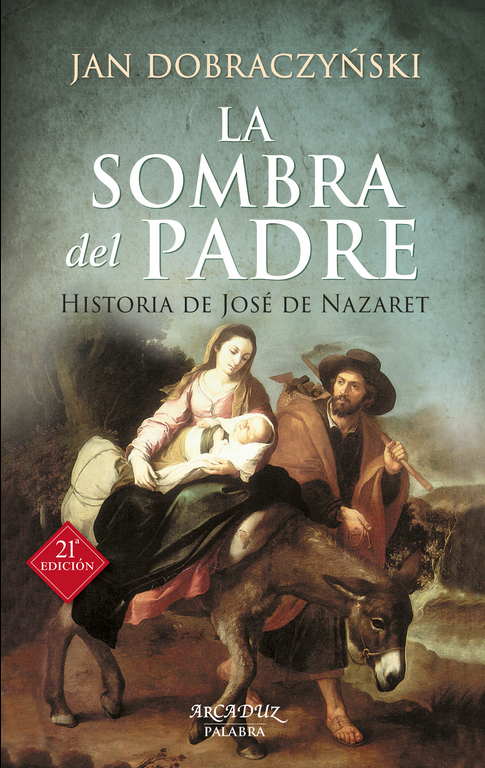 JAN DOBRACZYŃSKI
LA
SOMBRA
del PADRE
HISTORIA DE JOSÉ DE NAZARET
21ª
EDICIÓN
ARCADUZ
PALABRA